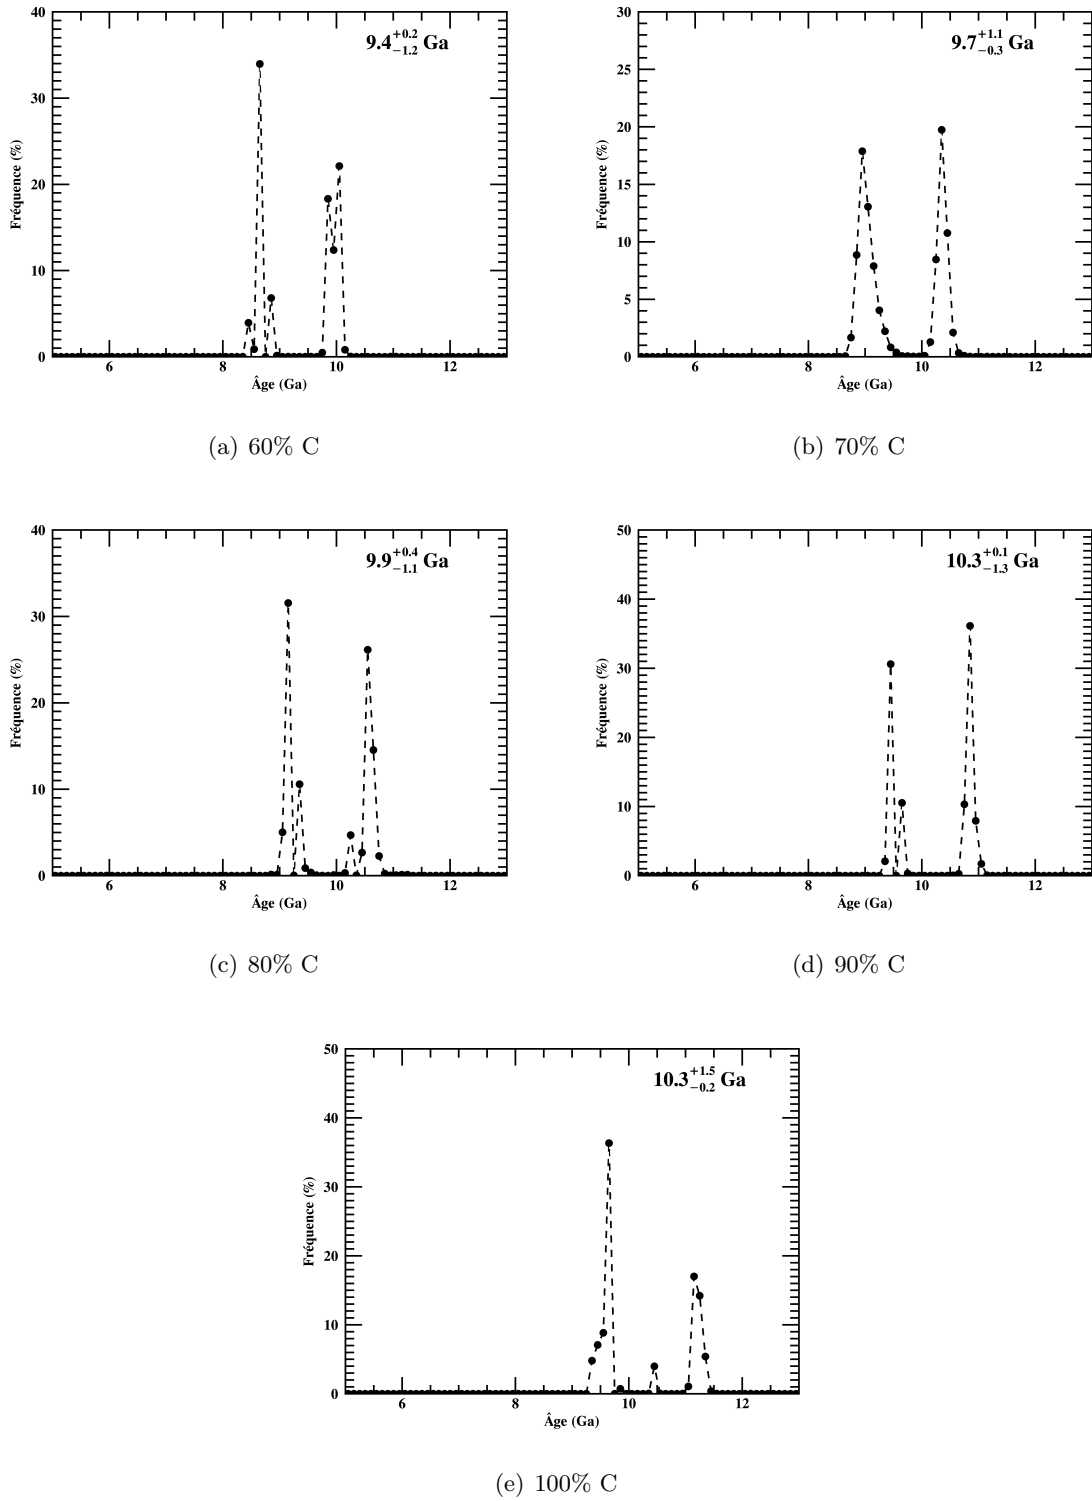 9.4 +0.2 −1.2 Ga
40
30
20
10
0
Fréquence (%)
6 8 10 12
Âge (Ga)
(a) 60% C
9.7 +1.1 −0.3 Ga
30
25
20
15
10
5
0
Fréquence (%)
6 8 10 12
Âge (Ga)
(b) 70% C
9.9 +0.4 −1.1 Ga
40
30
20
10
0
Fréquence (%)
6 8 10 12
Âge (Ga)
(c) 80% C
10.3 +0.1 −1.3 Ga
50
40
30
20
10
0
Fréquence (%)
6 8 10 12
Âge (Ga)
(d) 90% C
10.3 +1.5 −0.2 Ga
50
40
30
20
10
0
Fréquence (%)
6 8 10 12
Âge (Ga)
(e) 100% C